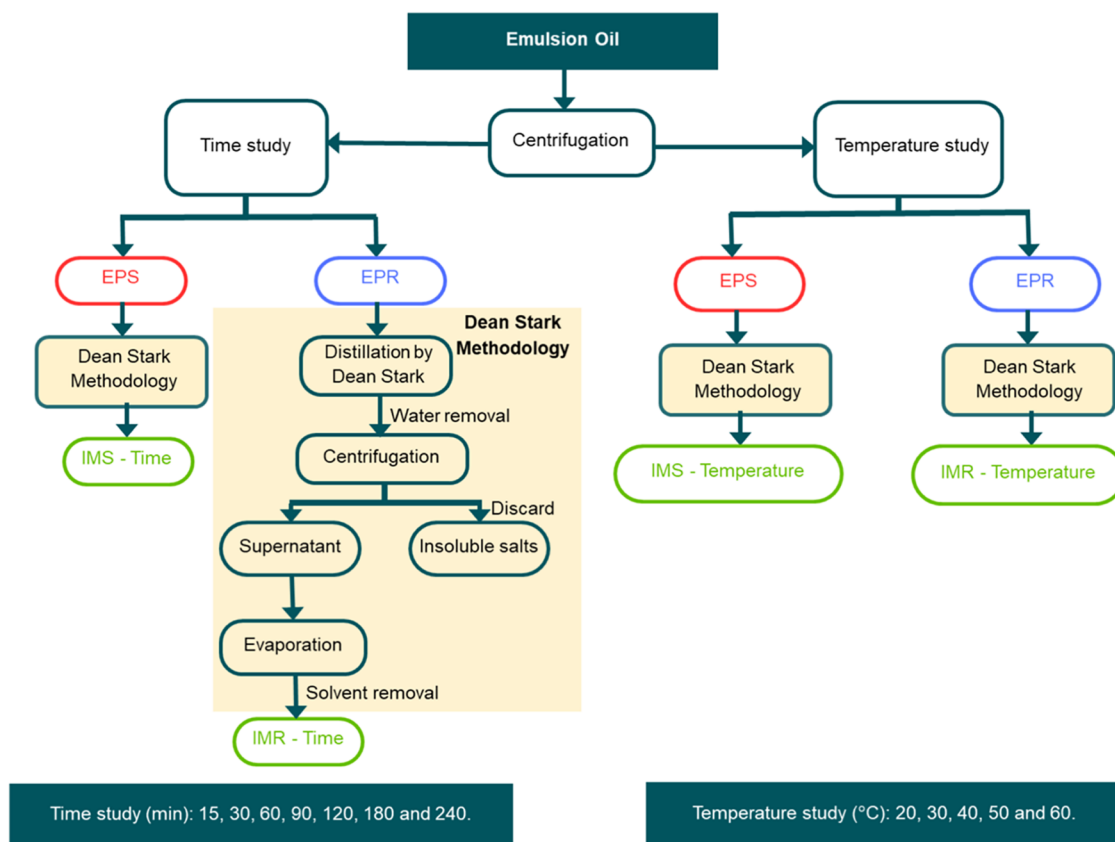 Emulsion Oil
Time study
Centrifugation
Temperature study
EPS
EPR
EPS
EPR
Dean Stark
Methodology
Dean Stark
Methodology
Distillation by
Dean Stark
Dean Stark
Methodology
Dean Stark
Methodology
Water removal
IMS - Time
Centrifugation
IMS - Temperature
IMR - Temperature
Discard
Supernatant
Insoluble salts
Evaporation
Solvent removal
IMR - Time
Time study (min): 15, 30, 60, 90, 120, 180 and 240.
Temperature study (°C): 20, 30, 40, 50 and 60.